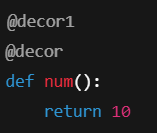 @decor1
@decor
def num():
    return 10